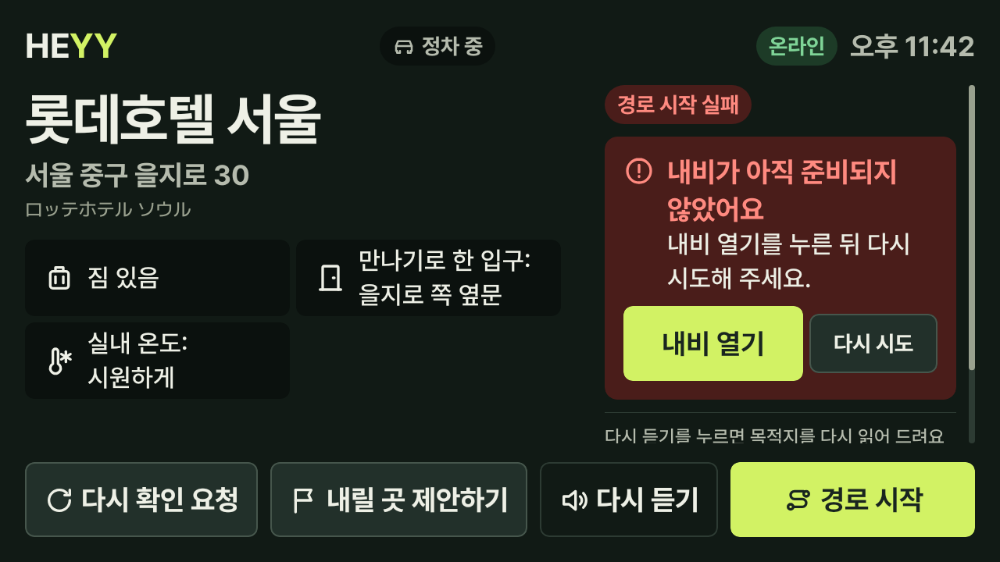 HEYY
정차 중
온라인
오후 11:42
롯데호텔 서울
서울 중구 을지로 30
ロッテホテル ソウル
짐 있음
만나기로 한 입구:
을지로 쪽 옆문
실내 온도:
시원하게
경로 시작 실패
내비가 아직 준비되지
않았어요
내비 열기를 누른 뒤 다시
시도해 주세요.
내비 열기
다시 시도
다시 듣기를 누르면 목적지를 다시 읽어 드려요
다시 확인 요청
내릴 곳 제안하기
다시 듣기
경로 시작